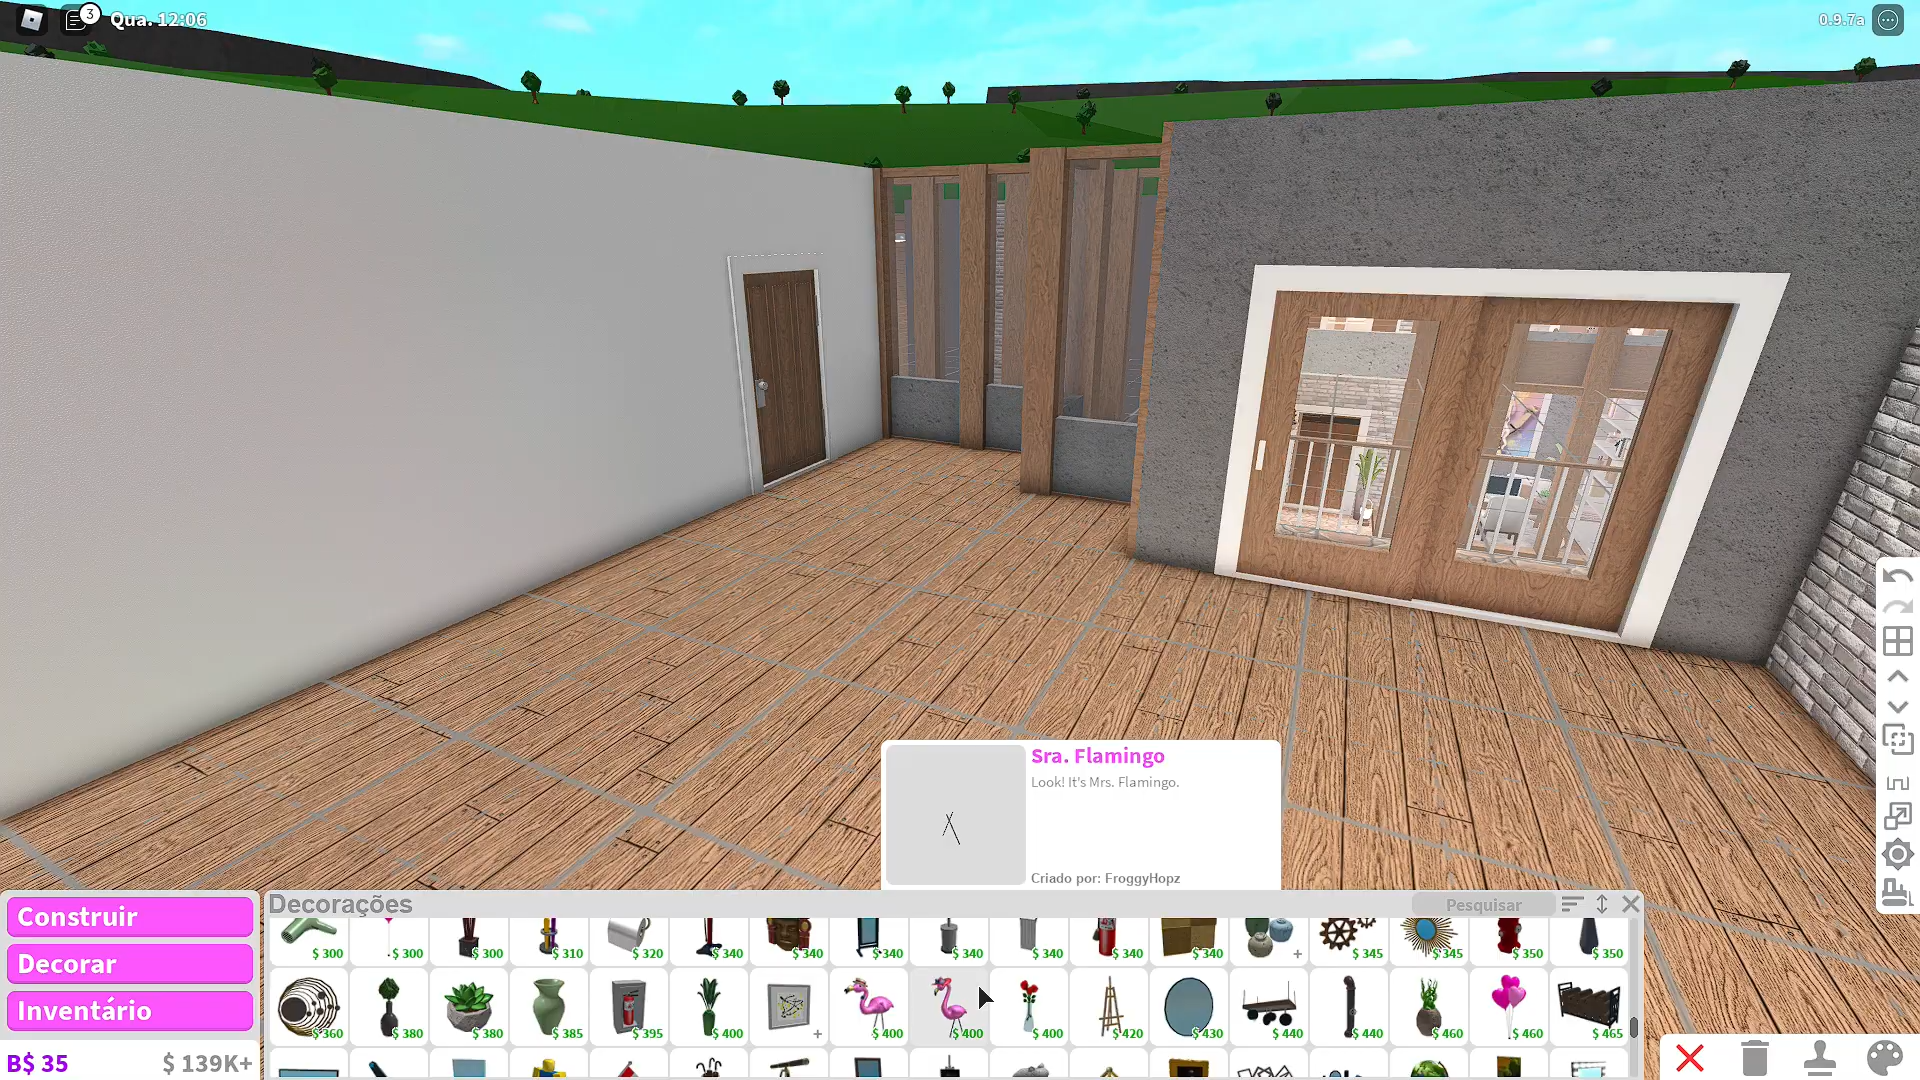 3
Qua. 12:06
0.9.7a
Sra. Flamingo
Look! It's Mrs. Flamingo.
Criado por: FroggyHopz
Construir
Decorar
Inventário
B$ 35
$ 139K+
Decorações
Pesquisar
$ 300
$ 300
$ 300
$ 310
$ 320
$ 340
$ 340
$ 340
$ 340
$ 340
$ 340
$ 340
+
$ 345
$ 345
$ 350
$ 350
$ 360
$ 380
$ 380
$ 385
$ 395
$ 400
+
$ 400
$ 400
$ 400
$ 420
$ 430
$ 440
$ 440
$ 460
$ 460
$ 465